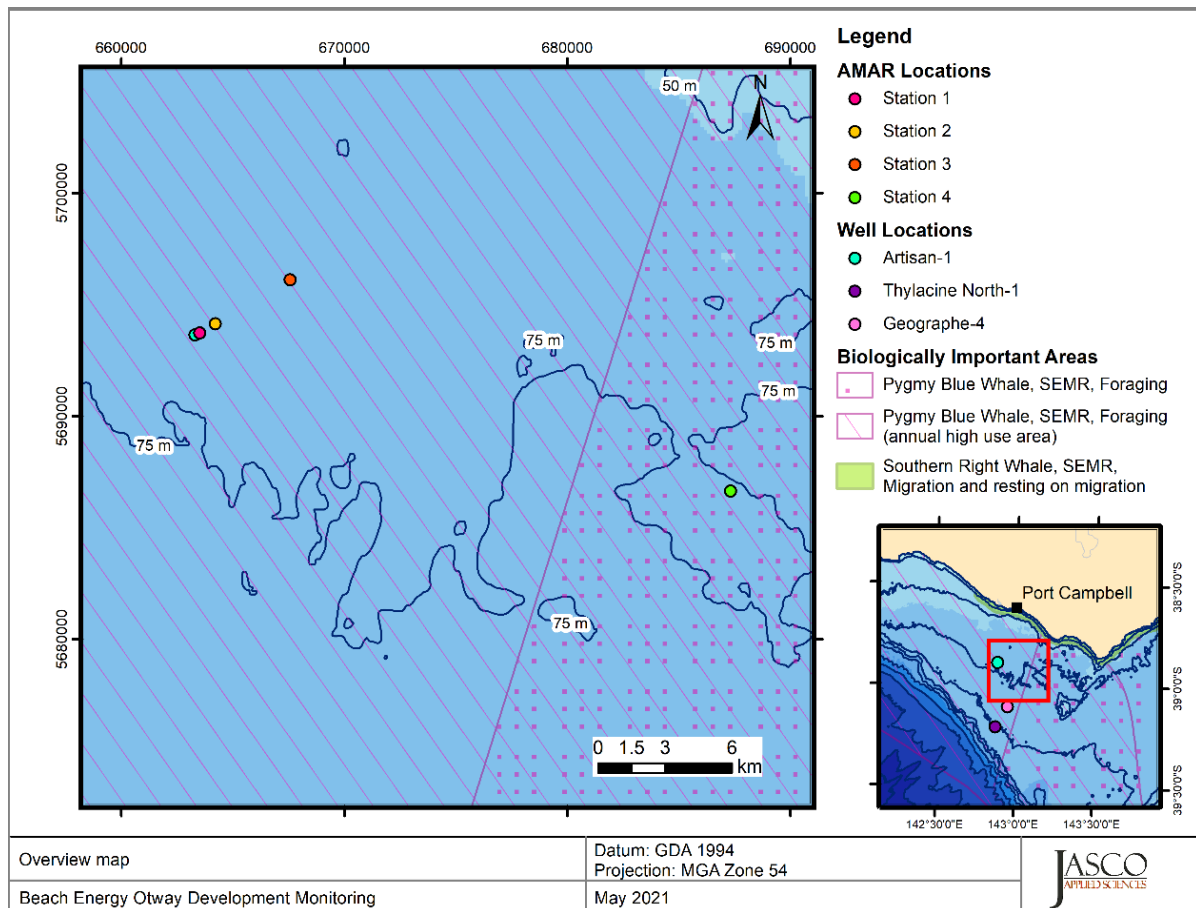 660000
670000
680000
690000
5700000
5690000
5680000
50 m
N
75 m
75 m
75 m
75 m
75 m
0 1.5 3 6
km
Legend
AMAR Locations
Station 1
Station 2
Station 3
Station 4
Well Locations
Artisan-1
Thylacine North-1
Geographe-4
Biologically Important Areas
Pygmy Blue Whale, SEMR, Foraging
Pygmy Blue Whale, SEMR, Foraging
(annual high use area)
Southern Right Whale, SEMR,
Migration and resting on migration
Port Campbell
38°30'S
39°0'S
39°30'S
142°30'0"E
143°0'0"E
143°30'0"E
Overview map
Datum: GDA 1994
Projection: MGA Zone 54
Beach Energy Otway Development Monitoring
May 2021
JASCO
APPLIED SCIENCES